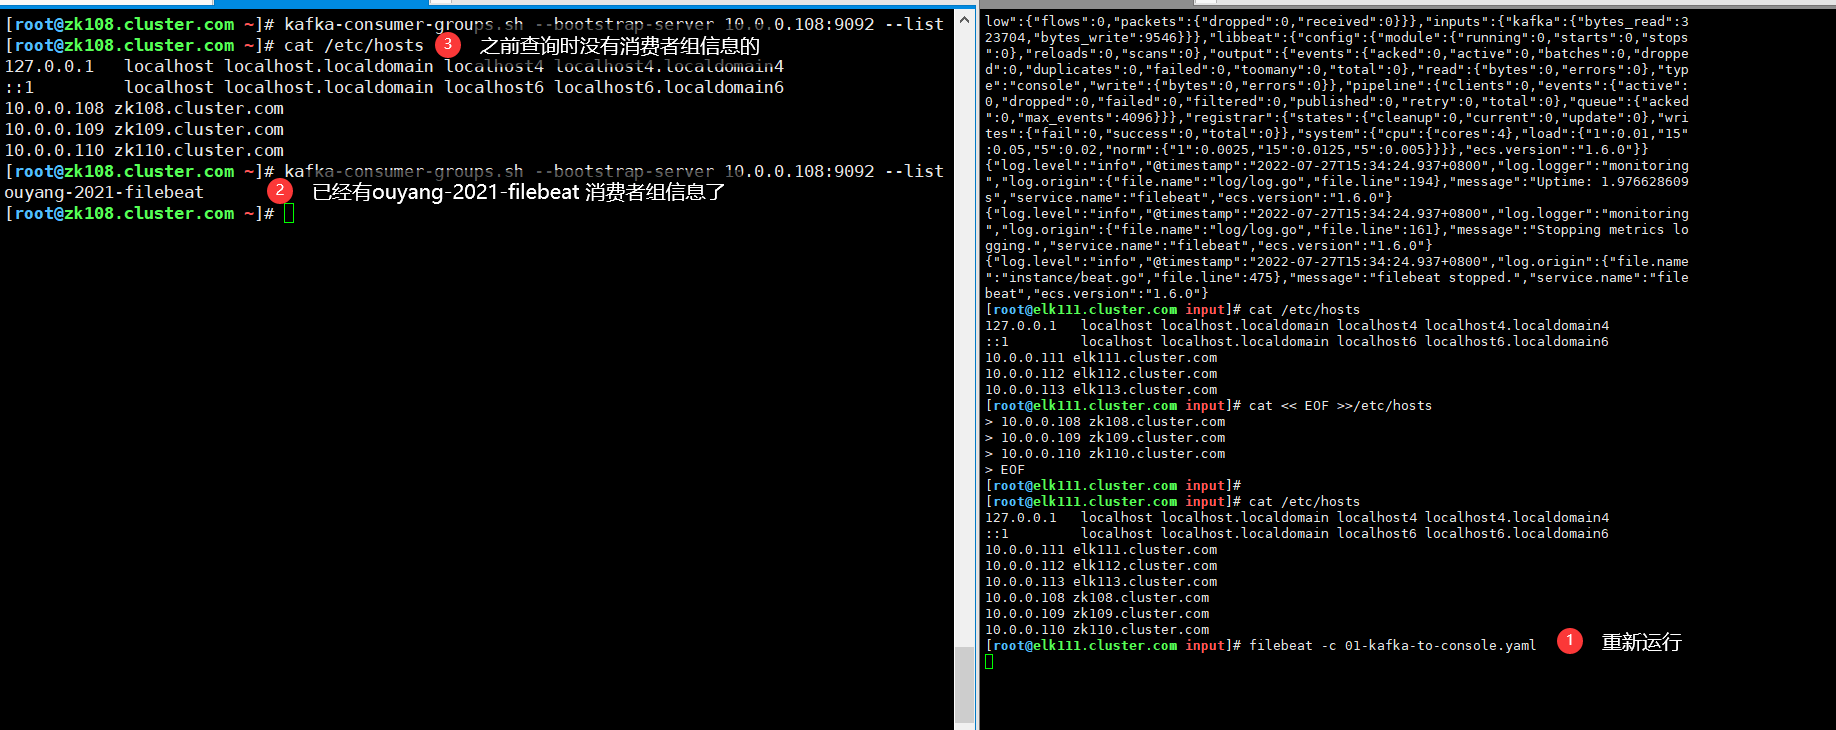 [root@zk108.cluster.com ~]# kafka-consumer-groups.sh --bootstrap-server 10.0.0.108:9092 --list
[root@zk108.cluster.com ~]# cat /etc/hosts 3 之前查询时没有消费者组信息的
127.0.0.1   localhost localhost.localdomain localhost4 localhost4.localdomain4
::1         localhost localhost.localdomain localhost6 localhost6.localdomain6
10.0.0.108 zk108.cluster.com
10.0.0.109 zk109.cluster.com
10.0.0.110 zk110.cluster.com
[root@zk108.cluster.com ~]# kafka-consumer-groups.sh --bootstrap-server 10.0.0.108:9092 --list
ouyang-2021-filebeat 2 已经有ouyang-2021-filebeat 消费者组信息了
[root@zk108.cluster.com ~]#
low":{"flows":0,"packets":{"dropped":0,"received":0}}},"inputs":{"kafka":{"bytes_read":3
23704,"bytes_write":9546}}},"libbeat":{"config":{"module":{"running":0,"starts":0,"stops
":0},"reloads":0,"scans":0},"output":{"events":{"acked":0,"active":0,"batches":0,"droppe
d":0,"duplicates":0,"failed":0,"toomany":0,"total":0},"read":{"bytes":0,"errors":0},"typ
e":"console","write":{"bytes":0,"errors":0}},"pipeline":{"clients":0,"events":{"active":
0,"dropped":0,"failed":0,"filtered":0,"published":0,"retry":0,"total":0},"queue":{"acked
":0,"max_events":4096}}},"registrar":{"states":{"cleanup":0,"current":0,"update":0},"wri
tes":{"fail":0,"success":0,"total":0}},"system":{"cpu":{"cores":4},"load":{"1":0.01,"15"
:0.05,"5":0.02,"norm":{"1":0.0025,"15":0.0125,"5":0.005}}}},"ecs.version":"1.6.0"}}
{"log.level":"info","@timestamp":"2022-07-27T15:34:24.937+0800","log.logger":"monitoring
","log.origin":{"file.name":"log/log.go","file.line":194},"message":"Uptime: 1.976628609
s","service.name":"filebeat","ecs.version":"1.6.0"}
{"log.level":"info","@timestamp":"2022-07-27T15:34:24.937+0800","log.logger":"monitoring
","log.origin":{"file.name":"log/log.go","file.line":161},"message":"Stopping metrics lo
gging.","service.name":"filebeat","ecs.version":"1.6.0"}
{"log.level":"info","@timestamp":"2022-07-27T15:34:24.937+0800","log.origin":{"file.name
":"instance/beat.go","file.line":475},"message":"filebeat stopped.","service.name":"file
beat","ecs.version":"1.6.0"}
[root@elk111.cluster.com input]# cat /etc/hosts
127.0.0.1   localhost localhost.localdomain localhost4 localhost4.localdomain4
::1         localhost localhost.localdomain localhost6 localhost6.localdomain6
10.0.0.111 elk111.cluster.com
10.0.0.112 elk112.cluster.com
10.0.0.113 elk113.cluster.com
[root@elk111.cluster.com input]# cat << EOF >>/etc/hosts
> 10.0.0.108 zk108.cluster.com
> 10.0.0.109 zk109.cluster.com
> 10.0.0.110 zk110.cluster.com
> EOF
[root@elk111.cluster.com input]#
[root@elk111.cluster.com input]# cat /etc/hosts
127.0.0.1   localhost localhost.localdomain localhost4 localhost4.localdomain4
::1         localhost localhost.localdomain localhost6 localhost6.localdomain6
10.0.0.111 elk111.cluster.com
10.0.0.112 elk112.cluster.com
10.0.0.113 elk113.cluster.com
10.0.0.108 zk108.cluster.com
10.0.0.109 zk109.cluster.com
10.0.0.110 zk110.cluster.com
[root@elk111.cluster.com input]# filebeat -c 01-kafka-to-console.yaml 1 重新运行